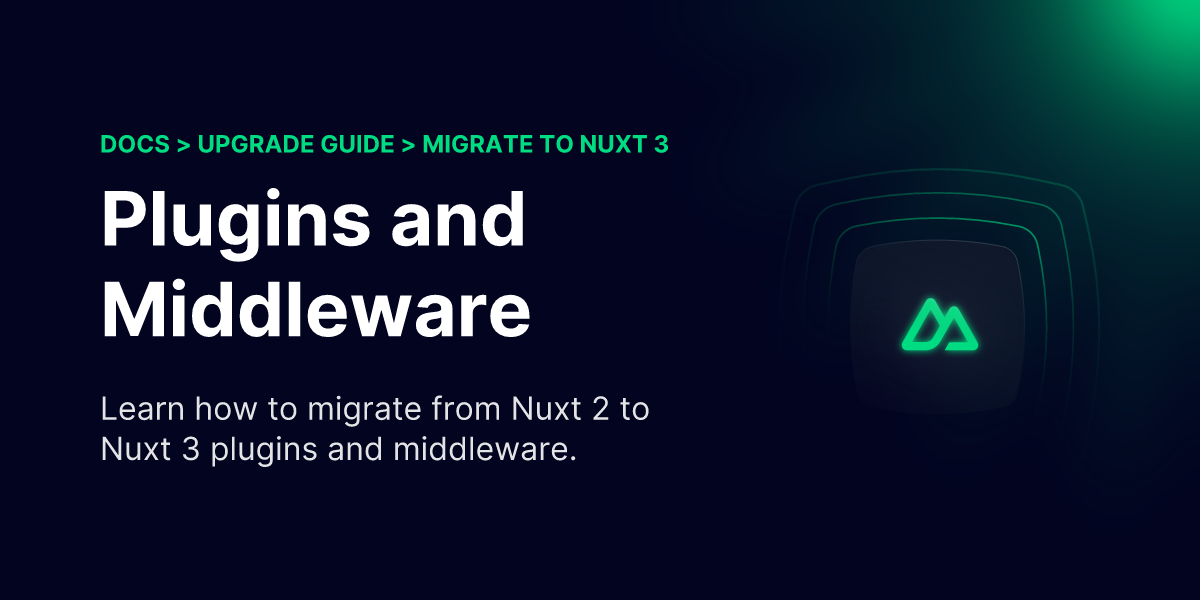 DOCS > UPGRADE GUIDE > MIGRATE TO NUXT 3
Plugins and
Middleware
Learn how to migrate from Nuxt 2 to
Nuxt 3 plugins and middleware.